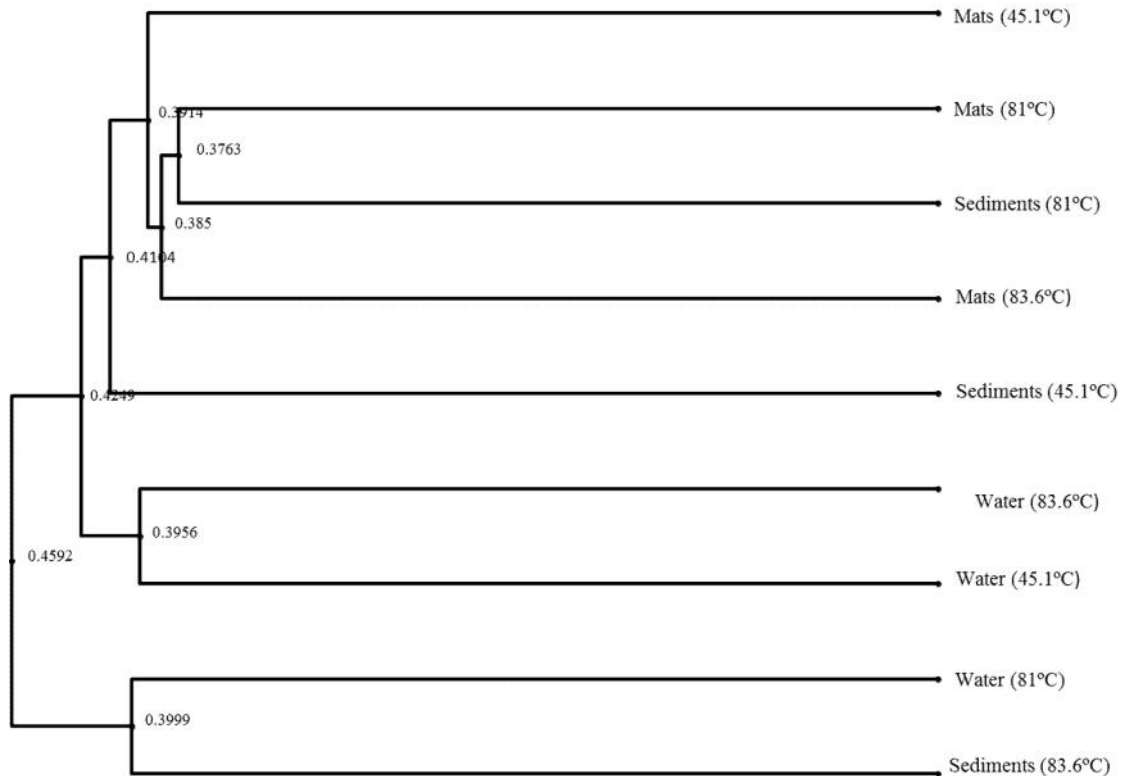 Mats (45.1ºC)
Mats (81ºC)
0.3914
0.3763
Sediments (81ºC)
0.385
0.4104
Mats (83.6ºC)
Sediments (45.1ºC)
0.4249
Water (83.6ºC)
0.3956
0.4592
Water (45.1ºC)
Water (81ºC)
0.3999
Sediments (83.6ºC)